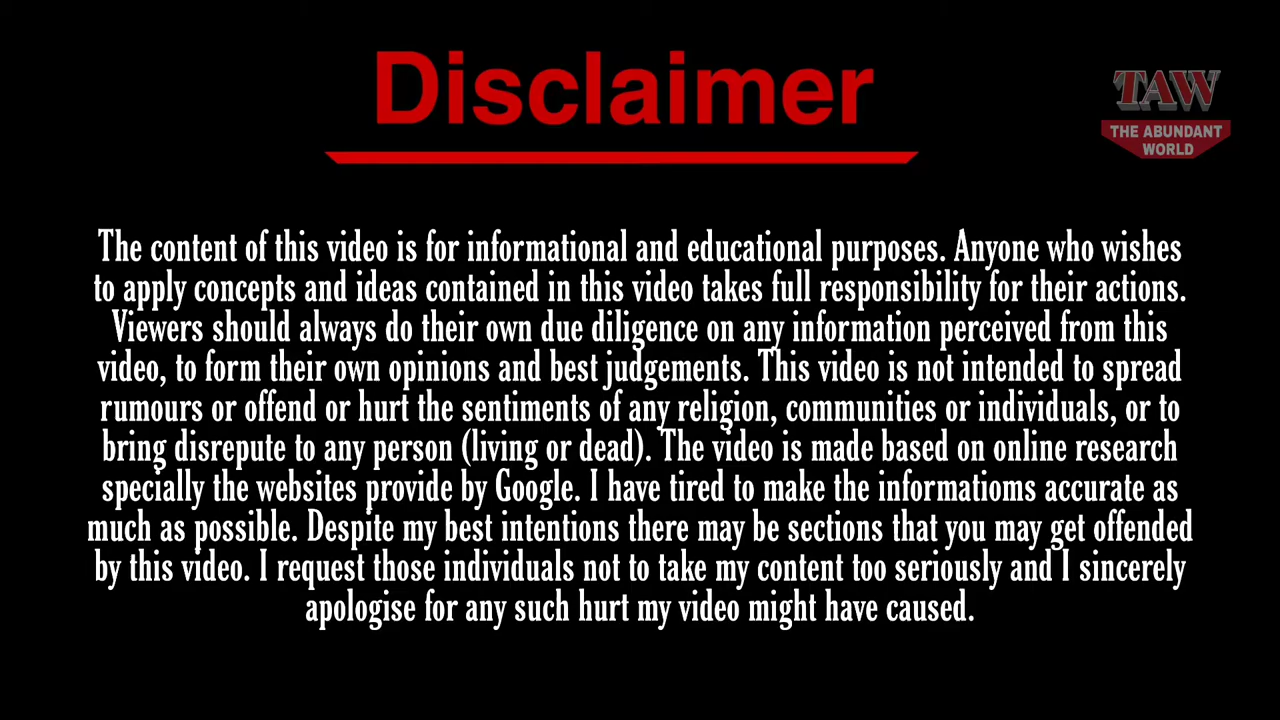 Disclaimer
TAW
THE ABUNDANT
WORLD
The content of this video is for informational and educational purposes. Anyone who wishes
to apply concepts and ideas contained in this video takes full responsibility for their actions.
Viewers should always do their own due diligence on any information perceived from this
video, to form their own opinions and best judgements. This video is not intended to spread
rumours or offend or hurt the sentiments of any religion, communities or individuals, or to
bring disrepute to any person (living or dead). The video is made based on online research
specially the websites provide by Google. I have tired to make the informatioms accurate as
much as possible. Despite my best intentions there may be sections that you may get offended
by this video. I request those individuals not to take my content too seriously and I sincerely
apologise for any such hurt my video might have caused.